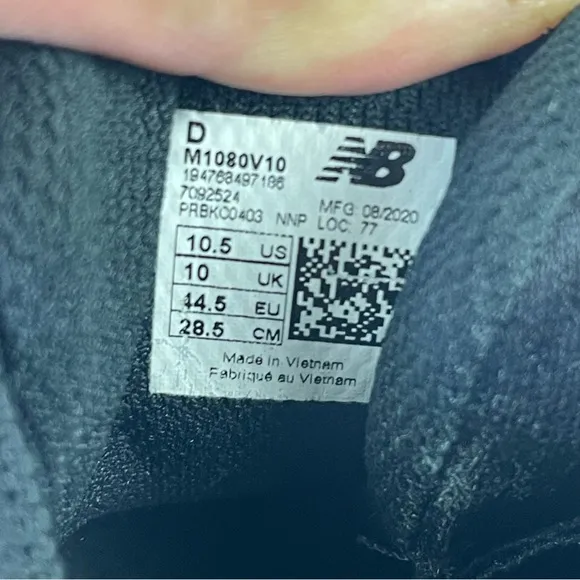 D
M1080V10
NB
194768497186
7092524
MFG: 08/2020
PRBKC0403 NNP LOC: 77
10.5 US
10 UK
44.5 EU
28.5 CM
Made in Vietnam
Fabriqué au Vietnam